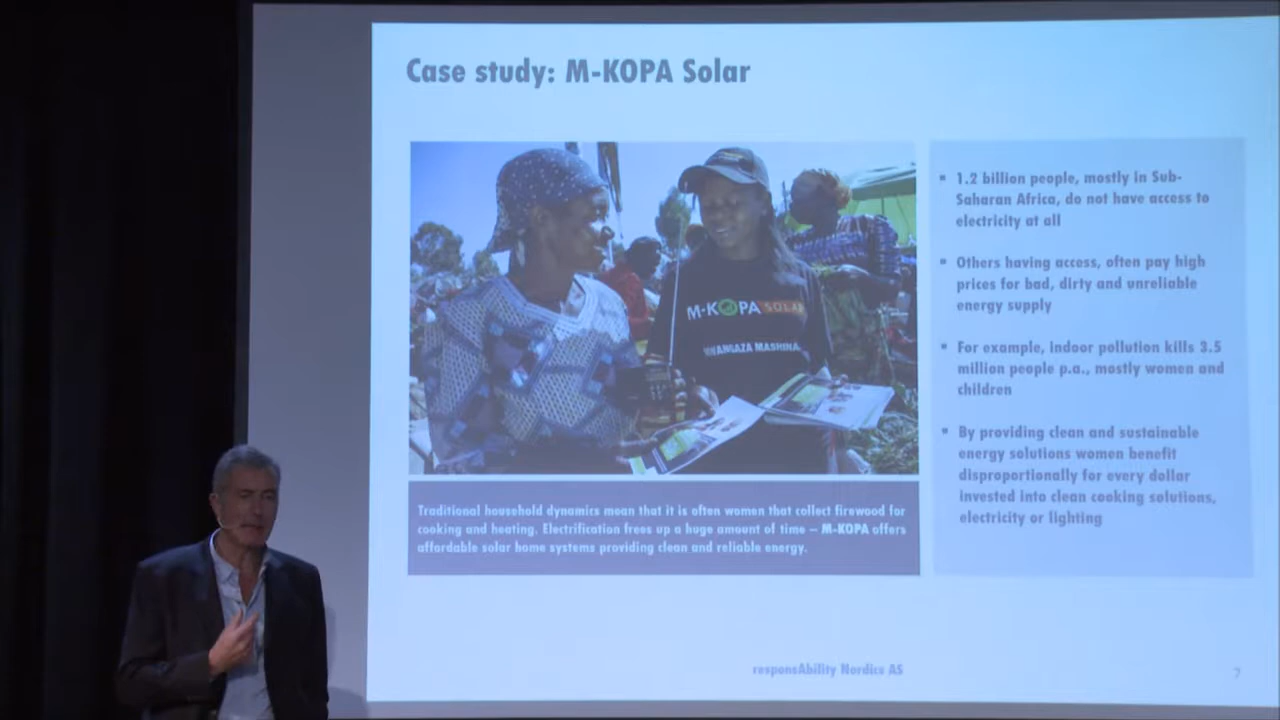 Case study: M-KOPA Solar
M-KOPA SOLAR
MWANGAZA MASHINANI
1.2 billion people, mostly in Sub-
Saharan Africa, do not have access to
electricity at all
Others having access, often pay high
prices for bad, dirty and unreliable
energy supply
For example, indoor pollution kills 3.5
million people p.a., mostly women and
children
By providing clean and sustainable
energy solutions women benefit
disproportionally for every dollar
invested into clean cooking solutions,
electricity or lighting
Traditional household dynamics mean that it is often women that collect firewood for
cooking and heating. Electrification frees up a huge amount of time – M-KOPA offers
affordable solar home systems providing clean and reliable energy.
responsAbility Nordics AS
7